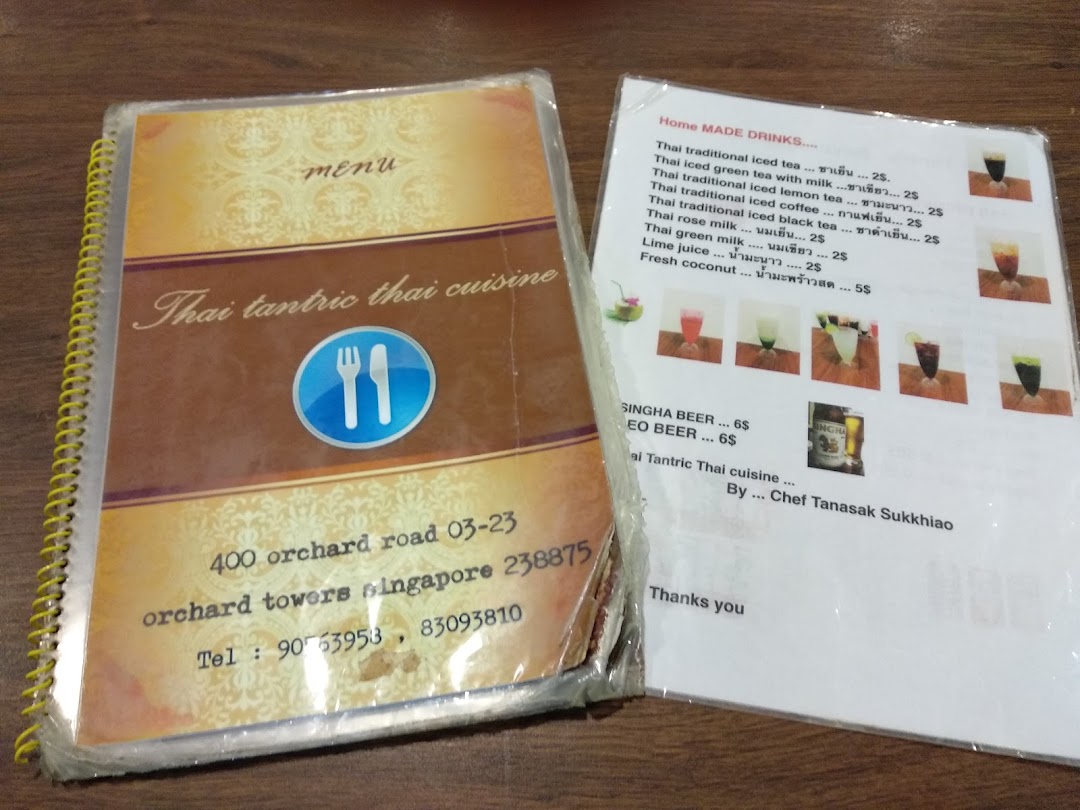 MENU
Thai tantric thai cuisine
400 orchard road 03-23
orchard towers singapore 238875
Tel : , 83093810
Home MADE DRINKS....
Thai traditional iced tea ... ชาเย็น ... 2$.
Thai iced green tea with milk ...ชาเขียว... 2$
Thai traditional iced lemon tea ... ชามะนาว... 2$
Thai traditional iced coffee ... กาแฟเย็น... 2$
Thai traditional iced black tea ... ชาดำเย็น... 2$
Thai rose milk ... นมเย็น... 2$
Thai green milk .... นมเขียว ... 2$
Lime juice ... น้ำมะนาว .... 2$
Fresh coconut ... น้ำมะพร้าวสด ... 5$
SINGHA BEER ... 6$
EO BEER ... 6$
ai Tantric Thai cuisine ...
By ... Chef Tanasak Sukkhiao
Thanks you